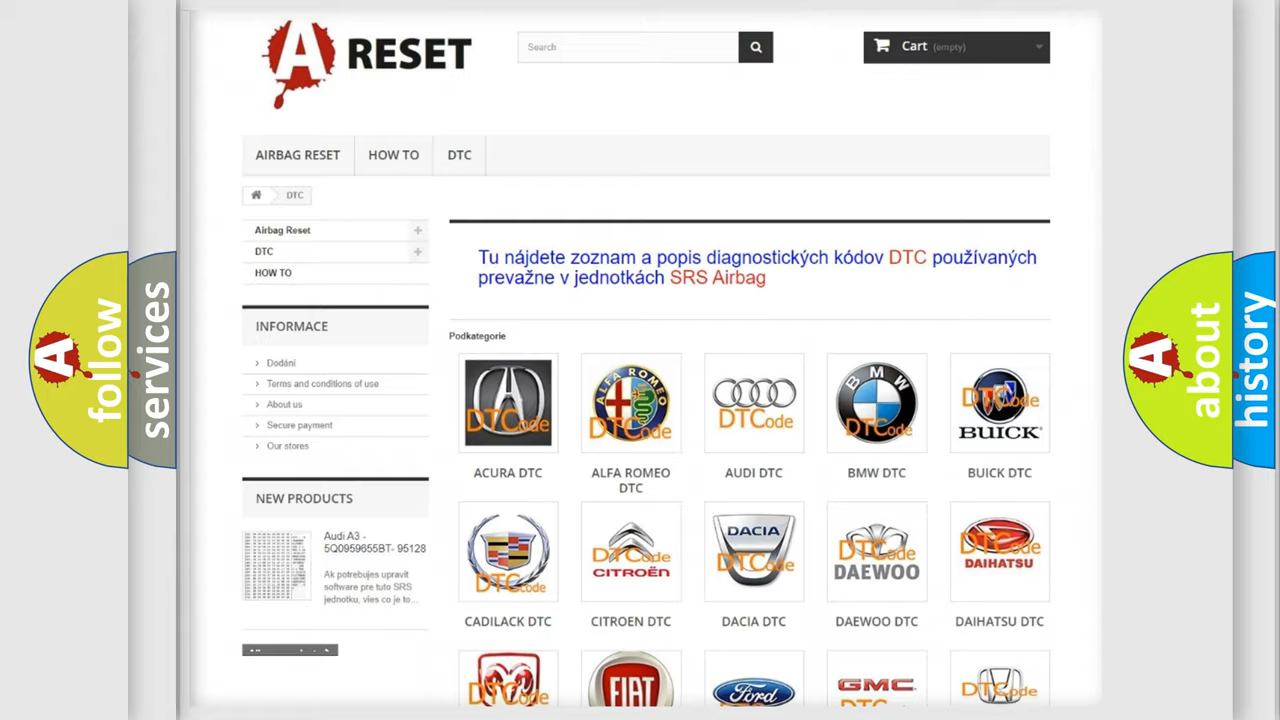 A RESET
Search
Cart (empty)
AIRBAG RESET
HOW TO
DTC
DTC
Airbag Reset
DTC
HOW TO
INFORMACE
Dodání
Terms and conditions of use
About us
Secure payment
Our stores
NEW PRODUCTS
Audi A3 -
5Q0959655BT- 95128
Ak potrebujes upravit
software pre tuto SRS
jednotku, vies co je to...
Tu nájdete zoznam a popis diagnostických kódov DTC používaných
prevažne v jednotkách SRS Airbag
Podkategorie
DTCode
ALFA ROMEO
DTCode
DTCode
BMW
DTCode
DTCode
BUICK
ACURA DTC
ALFA ROMEO
DTC
AUDI DTC
BMW DTC
BUICK DTC
DTCode
DTCode
CITROËN
DACIA
DTCode
DTCode
DAEWOO
DTCode
DAIHATSU
CADILACK DTC
CITROEN DTC
DACIA DTC
DAEWOO DTC
DAIHATSU DTC
DTCode
FIAT
Ford
GMC
DTCode
A follow
services
A about
history